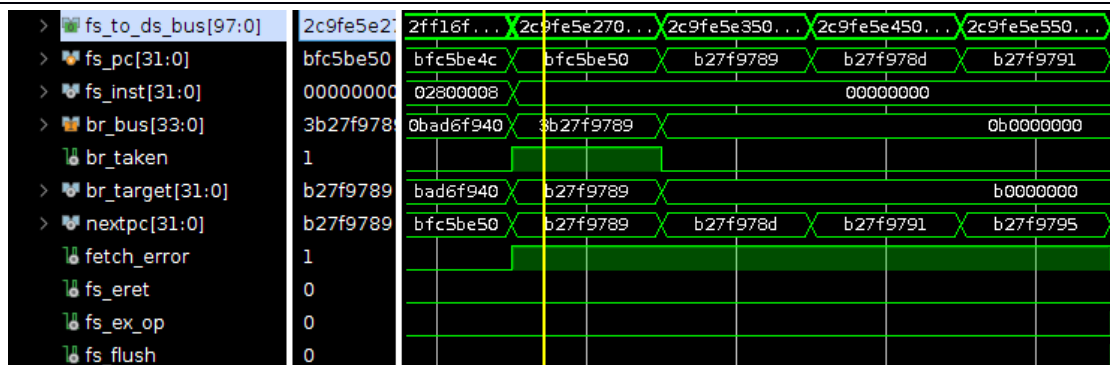 fs_to_ds_bus[97:0] 2c9fe5e2 2ff16f... 2c9fe5e270... 2c9fe5e350... 2c9fe5e450... 2c9fe5e550...
fs_pc[31:0] bfc5be50 bfc5be4c bfc5be50 b27f9789 b27f978d b27f9791
fs_inst[31:0] 00000000 02800008 00000000
br_bus[33:0] 3b27f978 0bad6f940 3b27f9789 0b0000000
br_taken 1
br_target[31:0] b27f9789 bad6f940 b27f9789 b0000000
nextpc[31:0] b27f9789 bfc5be50 b27f9789 b27f978d b27f9791 b27f9795
fetch_error 1
fs_eret 0
fs_ex_op 0
fs_flush 0